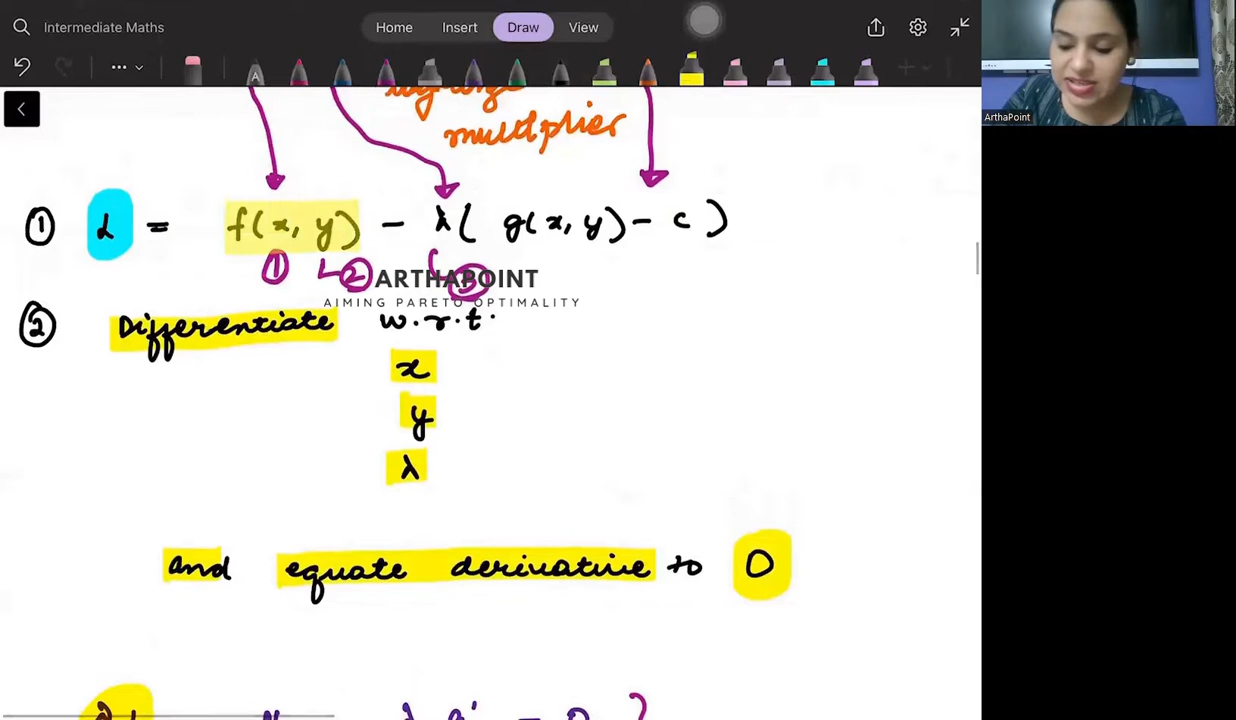 Intermediate Maths
Home Insert Draw View
multiplier
① L = f(x, y) - λ( g(x, y) - c )
① ② ③
ARTHAPOINT
AIMING PARETO OPTIMALITY
② Differentiate w.r.t.
x
y
λ
and equate derivative to 0
= 0
ArthaPoint